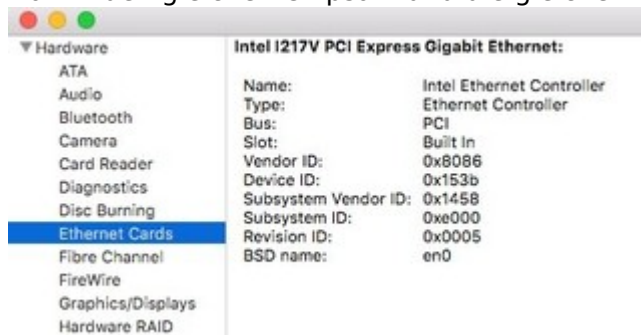 Hardware
ATA
Audio
Bluetooth
Camera
Card Reader
Diagnostics
Disc Burning
Ethernet Cards
Fibre Channel
FireWire
Graphics/Displays
Hardware RAID
Intel I217V PCI Express Gigabit Ethernet:
Name: Intel Ethernet Controller
Type: Ethernet Controller
Bus: PCI
Slot: Built In
Vendor ID: 0x8086
Device ID: 0x153b
Subsystem Vendor ID: 0x1458
Subsystem ID: 0xe000
Revision ID: 0x0005
BSD name: en0